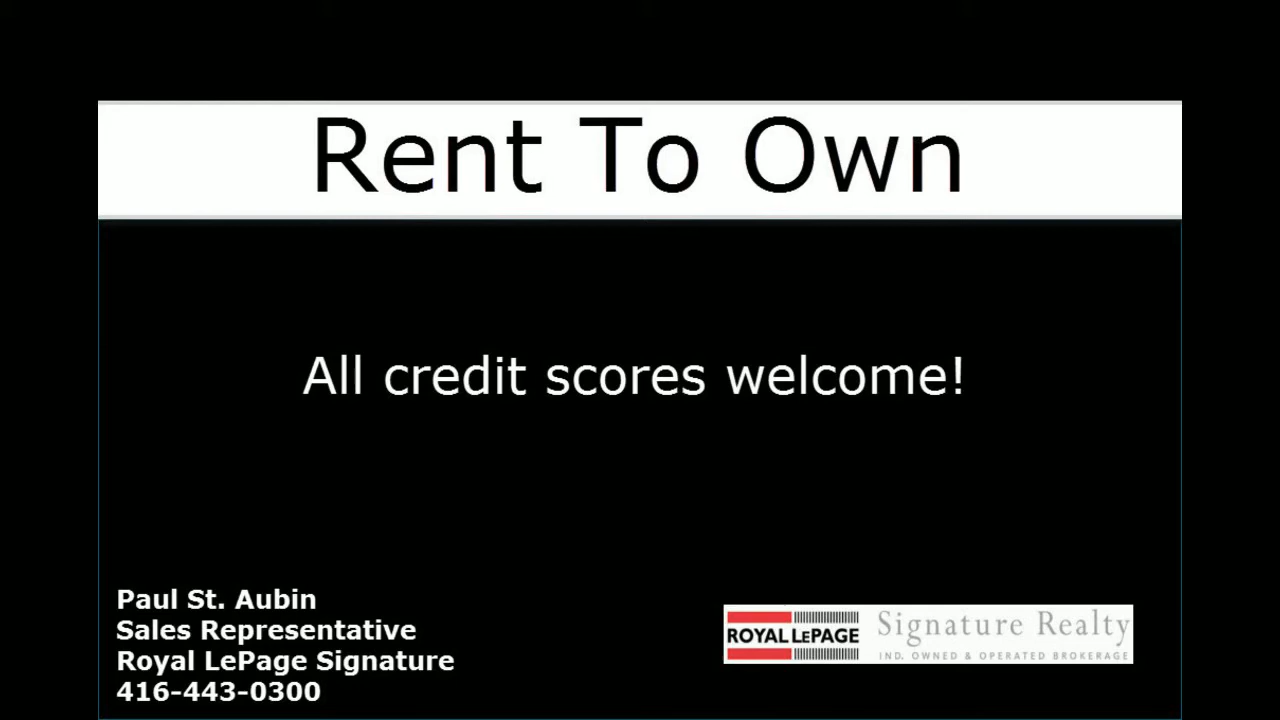 Rent To Own
All credit scores welcome!
Paul St. Aubin
Sales Representative
Royal LePage Signature
416-443-0300
ROYAL LEPAGE
Signature Realty
IND. OWNED & OPERATED BROKERAGE